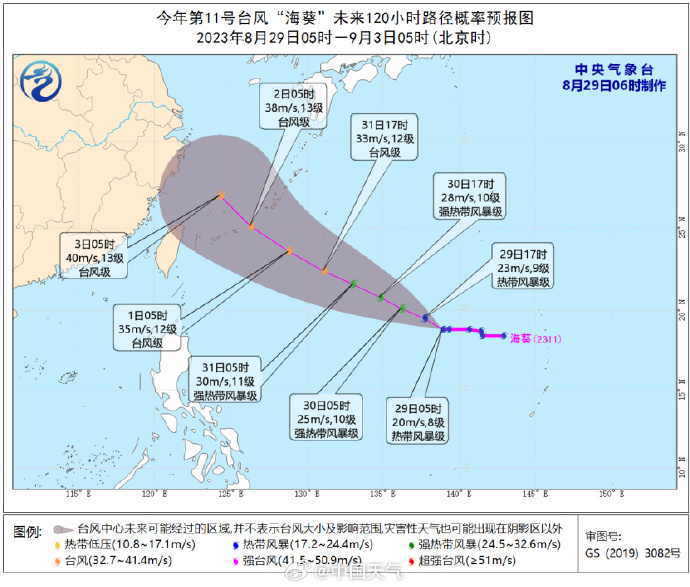 今年第11号台风“海葵”未来120小时路径概率预报图
2023年8月29日05时—9月3日05时(北京时)
中央气象台
8月29日06时制作
2日05时
38m/s,13级
台风级
31日17时
33m/s,12级
台风级
30日17时
28m/s,10级
强热带风暴级
29日17时
23m/s,9级
热带风暴级
3日05时
40m/s,13级
台风级
1日05时
35m/s,12级
台风级
31日05时
30m/s,11级
强热带风暴级
30日05时
25m/s,10级
强热带风暴级
29日05时
20m/s,8级
热带风暴级
海葵(2311)
30°N
25°N
20°N
15°N
10°N
115°E 120°E 125°E 130°E 135°E 140°E 145°E 150°E
图例:
台风中心未来可能经过的区域,并不表示台风大小及影响范围,灾害性天气也可能出现在阴影区以外
热带低压(10.8~17.1m/s) 热带风暴(17.2~24.4m/s) 强热带风暴(24.5~32.6m/s)
台风(32.7~41.4m/s) 强台风(41.5~50.9m/s) 超强台风(≥51m/s)
审图号:
GS (2019) 3082号
@中国天气